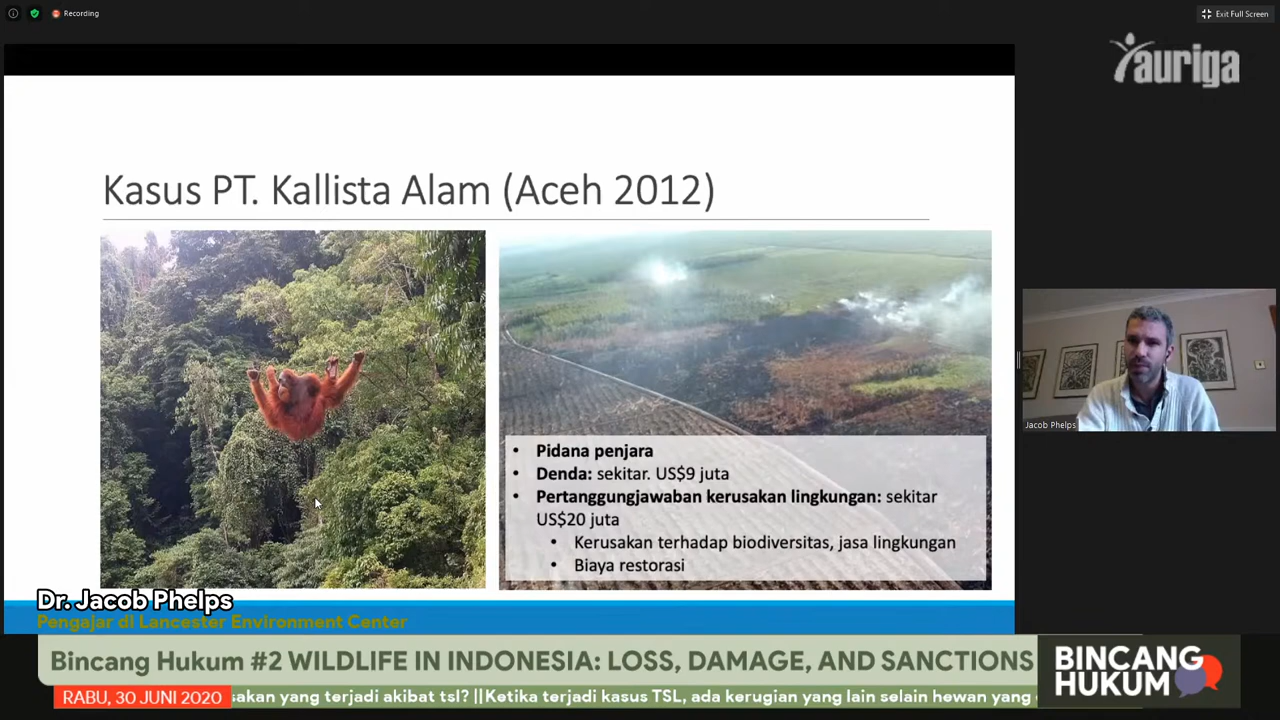 Recording
Exit Full Screen
auriga
Kasus PT. Kallista Alam (Aceh 2012)
• Pidana penjara
• Denda: sekitar. US$9 juta
• Pertanggungjawaban kerusakan lingkungan: sekitar
US$20 juta
• Kerusakan terhadap biodiversitas, jasa lingkungan
• Biaya restorasi
Jacob Phelps
Dr. Jacob Phelps
Pengajar di Lancester Environment Center
Bincang Hukum #2 WILDLIFE IN INDONESIA: LOSS, DAMAGE, AND SANCTIONS
BINCANG
HUKUM
RABU, 30 JUNI 2020
sakan yang terjadi akibat tsl? ||Ketika terjadi kasus TSL, ada kerugian yang lain selain hewan yang